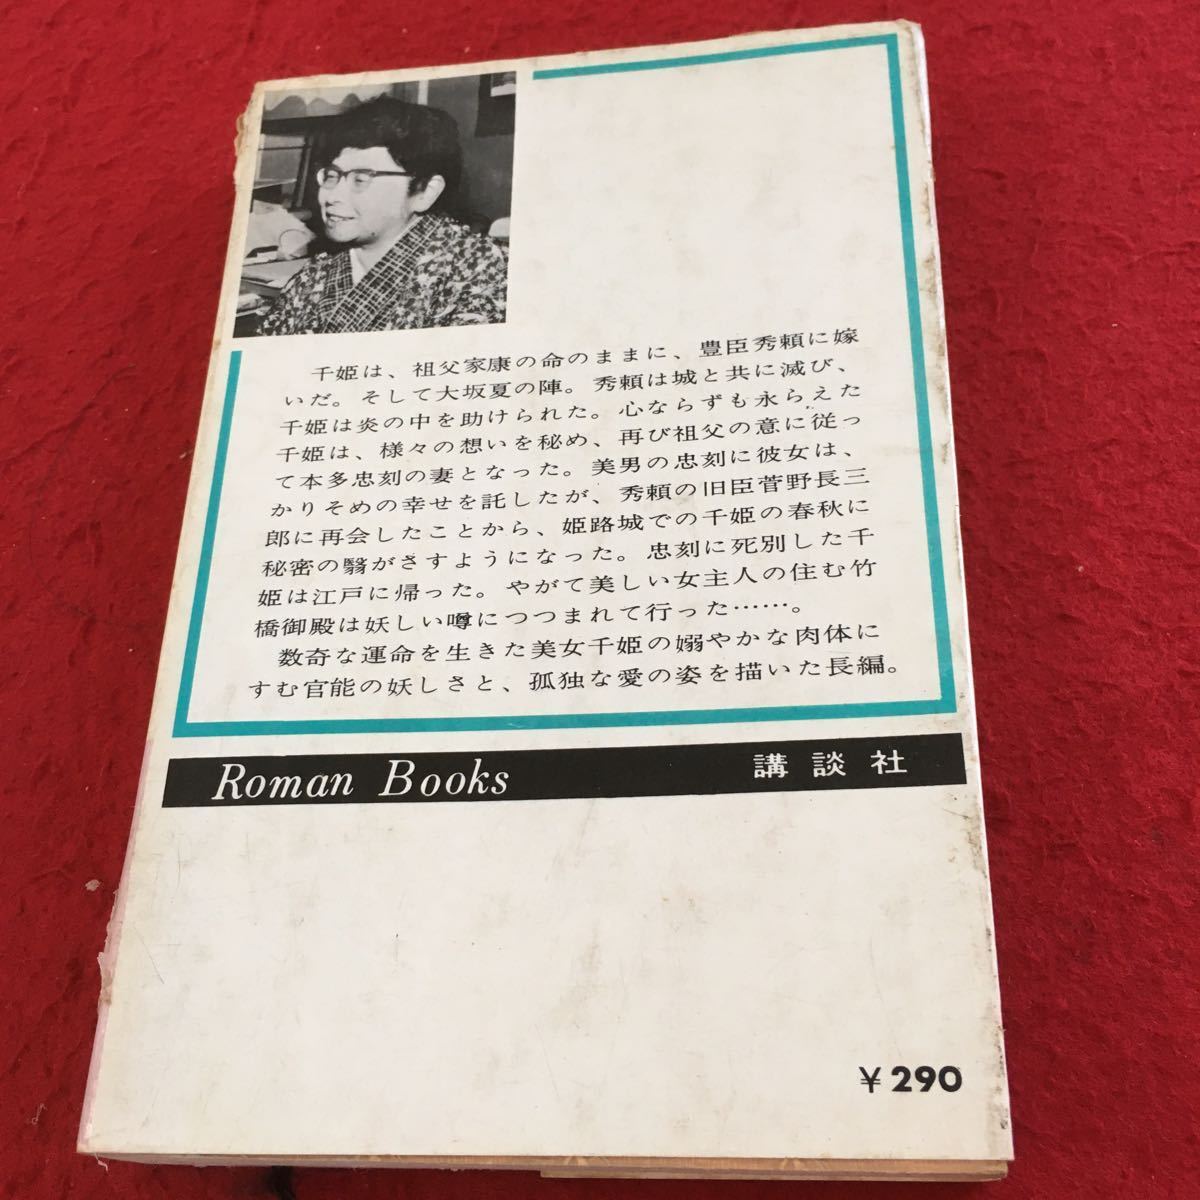 千姫は、祖父家康の命のままに、豊臣秀頼に嫁
いだ。そして大坂夏の陣。秀頼は城と共に滅び、
千姫は炎の中を助けられた。心ならずも永らえた
千姫は、様々の想いを秘め、再び祖父の意に従っ
て本多忠刻の妻となった。美男の忠刻に彼女は、
かりそめの幸せを託したが、秀頼の旧臣菅野長三
郎に再会したことから、姫路城での千姫の春秋に
秘密の翳がさすようになった。忠刻に死別した千
姫は江戸に帰った。やがて美しい女主人の住む竹
橋御殿は妖しい噂につつまれて行った……。
数奇な運命を生きた美女千姫の嫋やかな肉体に
すむ官能の妖しさと、孤独な愛の姿を描いた長編。
Roman Books 講談社
¥290